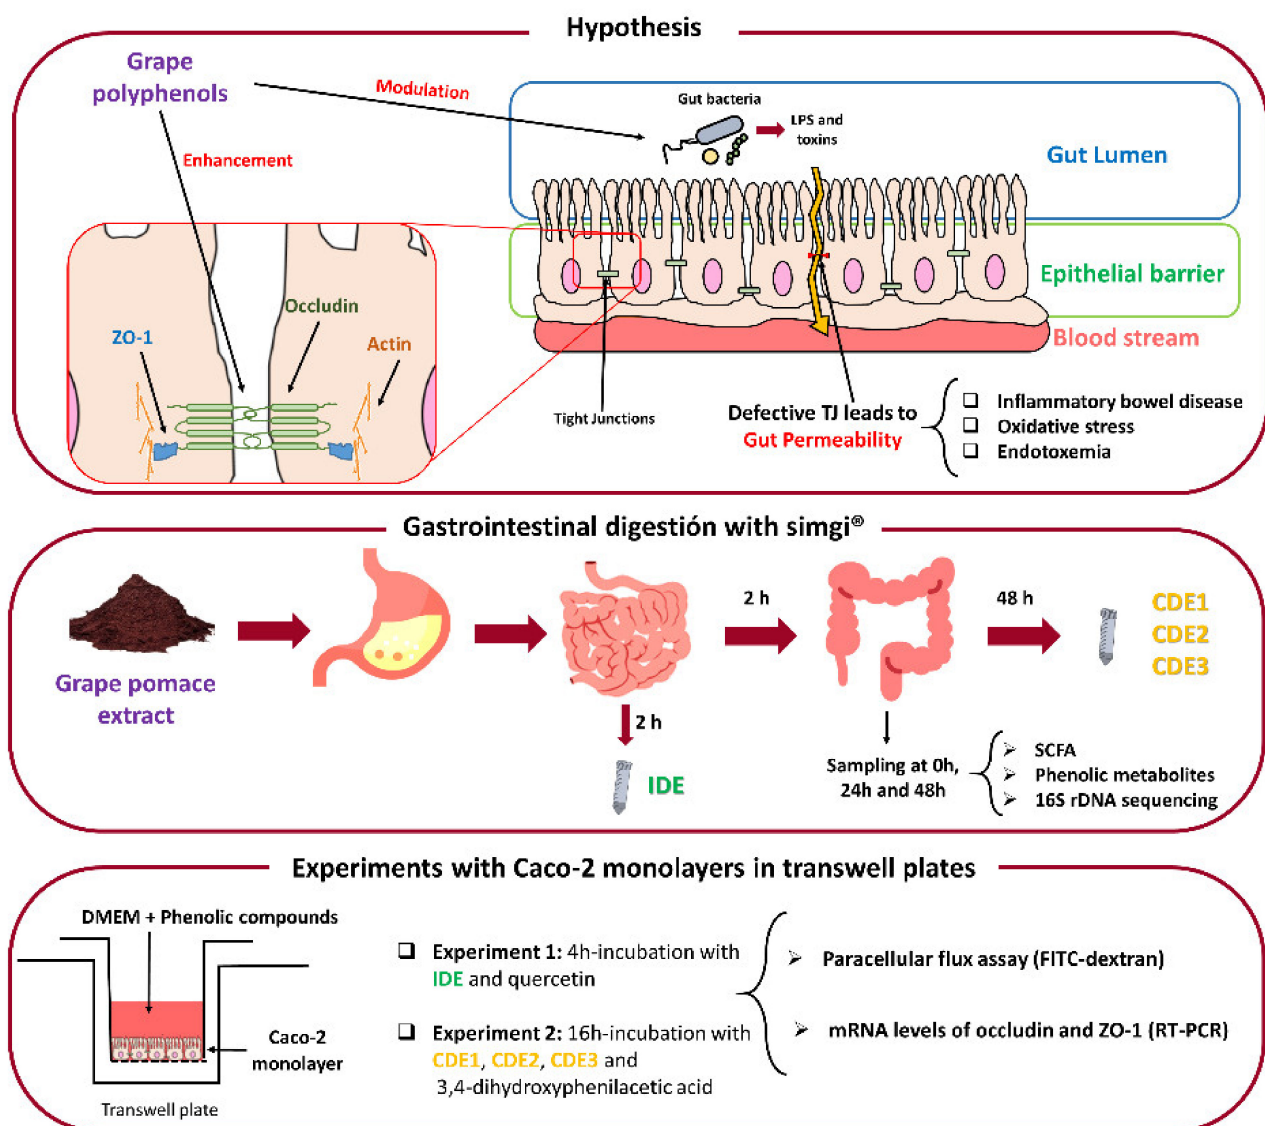 Hypothesis
Grape
polyphenols
Modulation
Enhancement
Gut bacteria
LPS and
toxins
Gut Lumen
Epithelial barrier
Blood stream
ZO-1
Occludin
Actin
Tight Junctions
Defective TJ leads to
Gut Permeability
Inflammatory bowel disease
Oxidative stress
Endotoxemia
Gastrointestinal digestión with simgi®
Grape pomace
extract
2 h
48 h
CDE1
CDE2
CDE3
2 h
IDE
Sampling at 0h,
24h and 48h
SCFA
Phenolic metabolites
16S rDNA sequencing
Experiments with Caco-2 monolayers in transwell plates
DMEM + Phenolic compounds
Caco-2
monolayer
Transwell plate
Experiment 1: 4h-incubation with
IDE and quercetin
Experiment 2: 16h-incubation with
CDE1, CDE2, CDE3 and
3,4-dihydroxyphenilacetic acid
Paracellular flux assay (FITC-dextran)
mRNA levels of occludin and ZO-1 (RT-PCR)